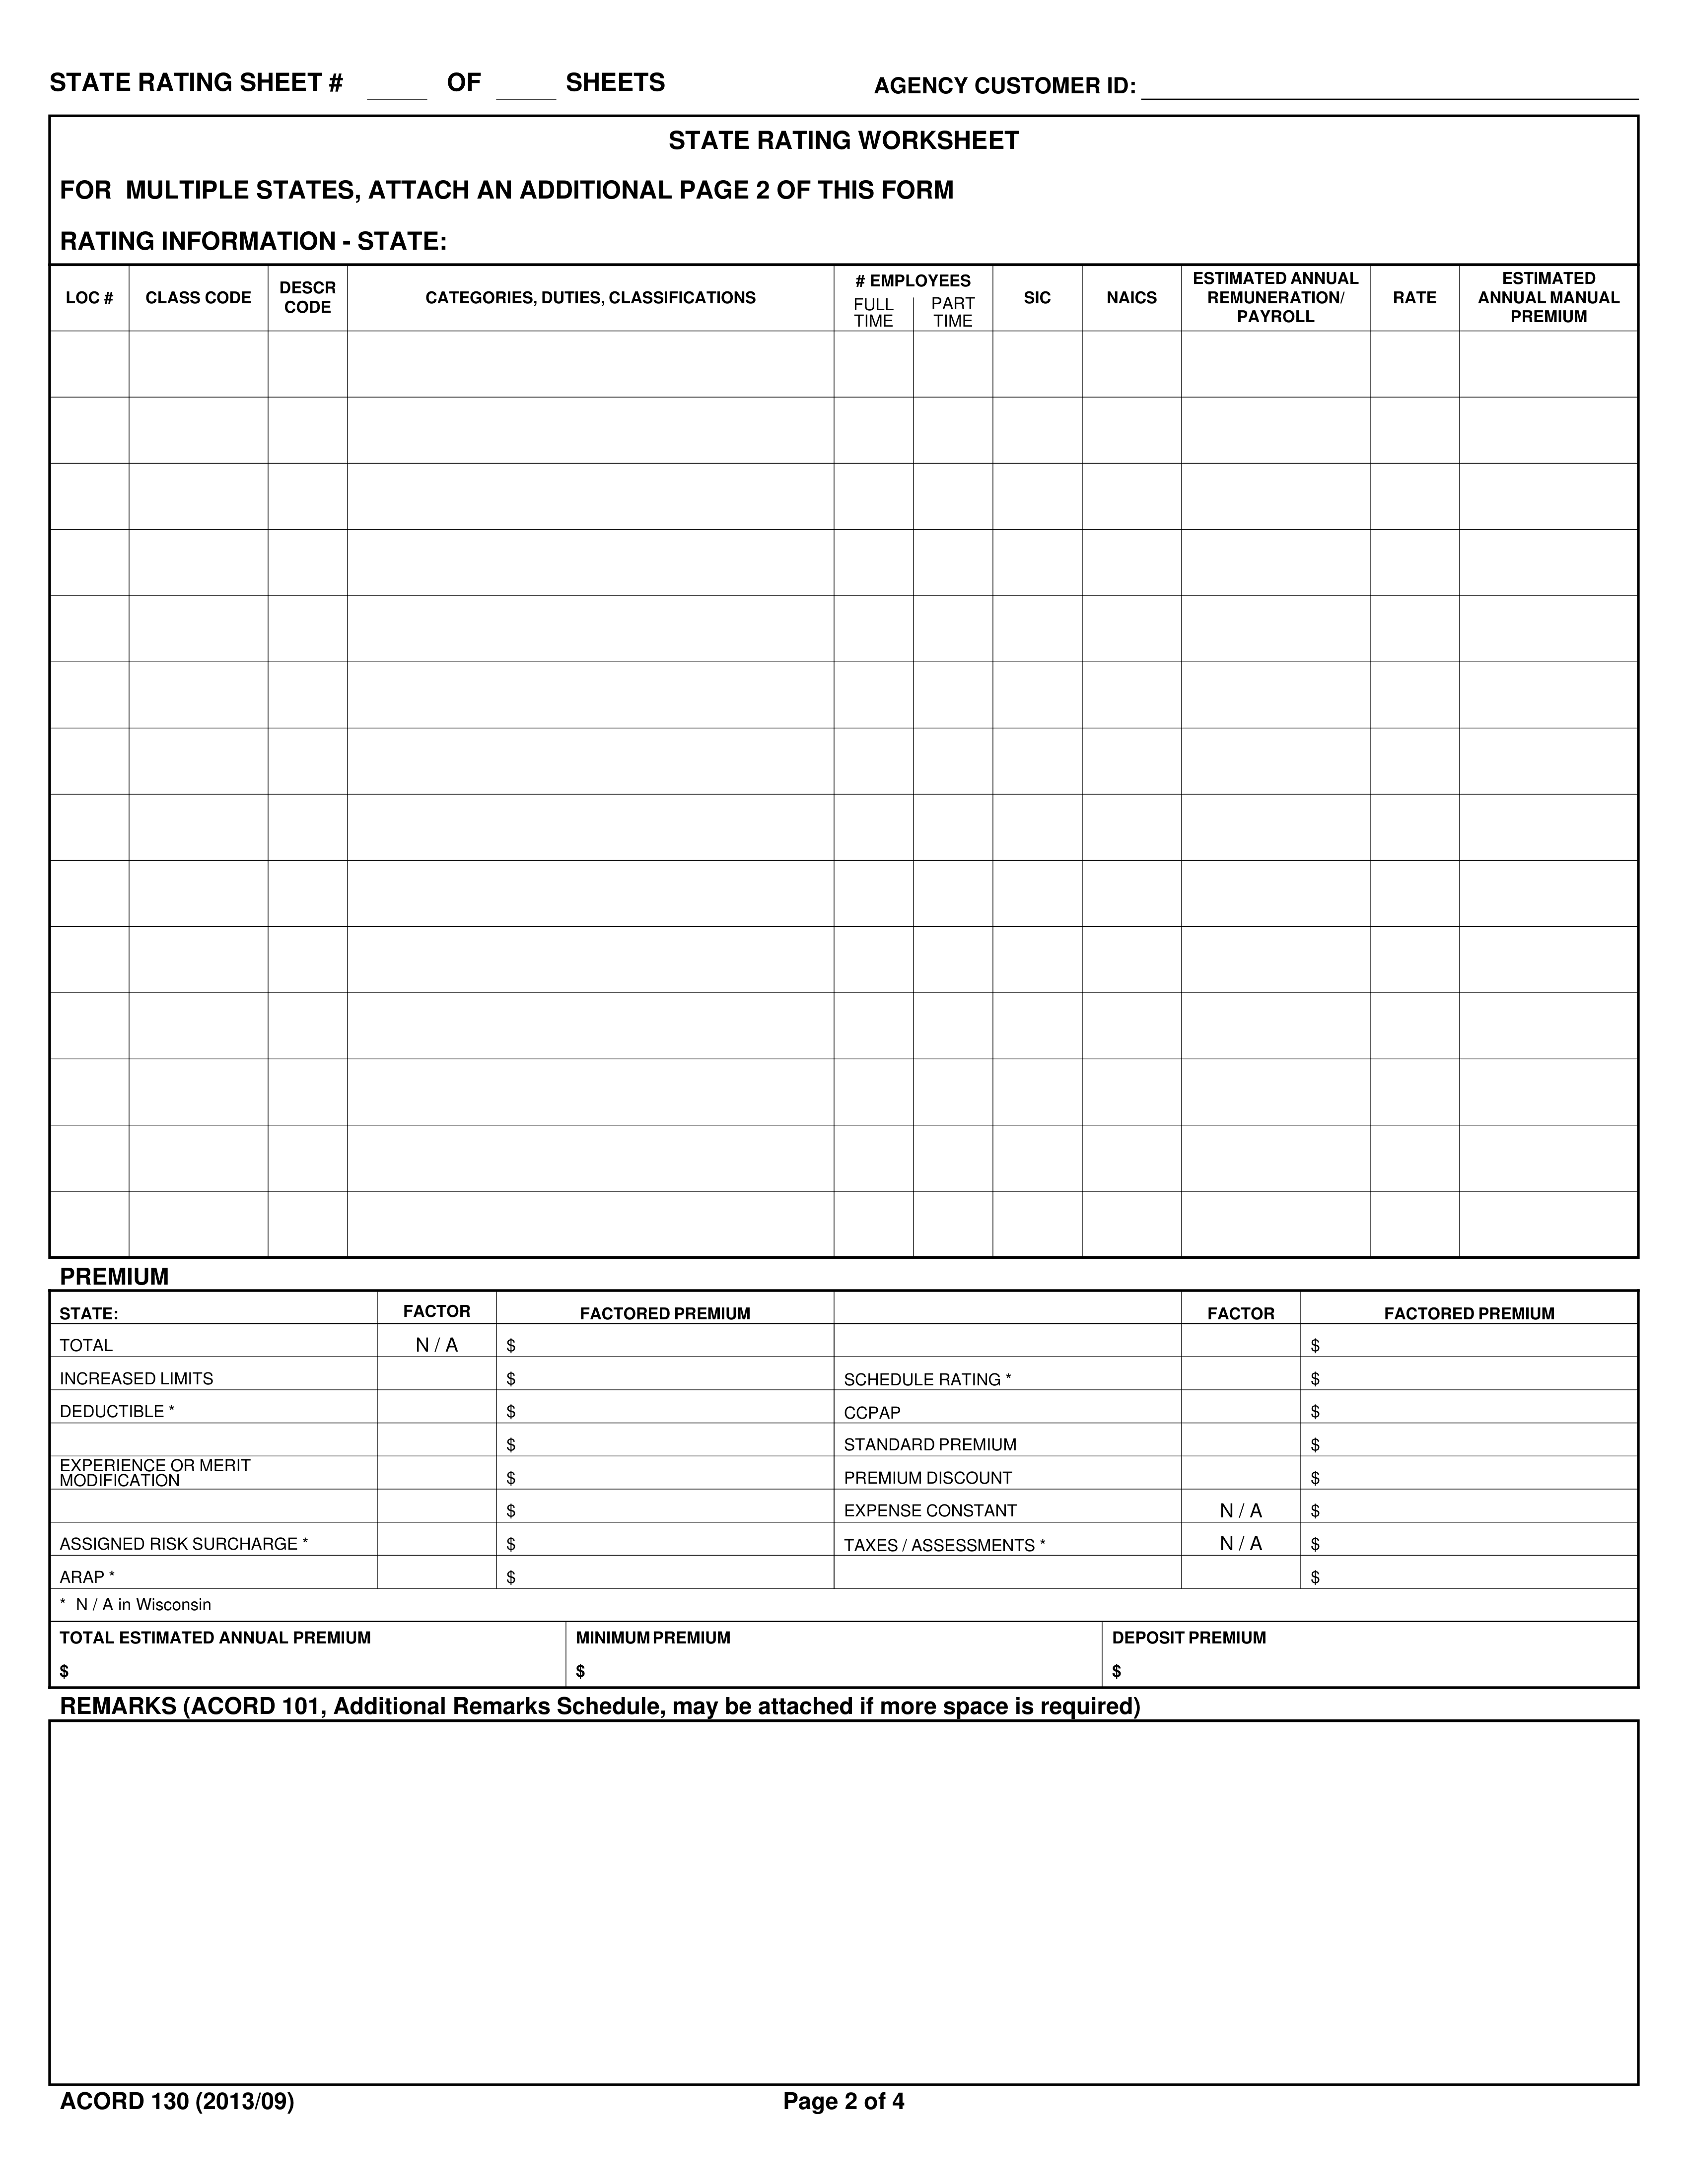 STATE RATING SHEET # ____ OF ____ SHEETS AGENCY CUSTOMER ID:
STATE RATING WORKSHEET
FOR MULTIPLE STATES, ATTACH AN ADDITIONAL PAGE 2 OF THIS FORM
RATING INFORMATION - STATE:
LOC #
CLASS CODE
DESCR
CODE
CATEGORIES, DUTIES, CLASSIFICATIONS
# EMPLOYEES
FULL
TIME
PART
TIME
SIC
NAICS
ESTIMATED ANNUAL
REMUNERATION/
PAYROLL
RATE
ESTIMATED
ANNUAL MANUAL
PREMIUM
PREMIUM
STATE: FACTOR FACTORED PREMIUM FACTOR FACTORED PREMIUM
TOTAL N / A $ $
INCREASED LIMITS $ SCHEDULE RATING * $
DEDUCTIBLE * $ CCPAP $
$ STANDARD PREMIUM $
EXPERIENCE OR MERIT
MODIFICATION $ PREMIUM DISCOUNT $
$ EXPENSE CONSTANT N / A $
ASSIGNED RISK SURCHARGE * $ TAXES / ASSESSMENTS * N / A $
ARAP * $ $
* N / A in Wisconsin
TOTAL ESTIMATED ANNUAL PREMIUM MINIMUM PREMIUM DEPOSIT PREMIUM
$ $ $
REMARKS (ACORD 101, Additional Remarks Schedule, may be attached if more space is required)
ACORD 130 (2013/09) Page 2 of 4